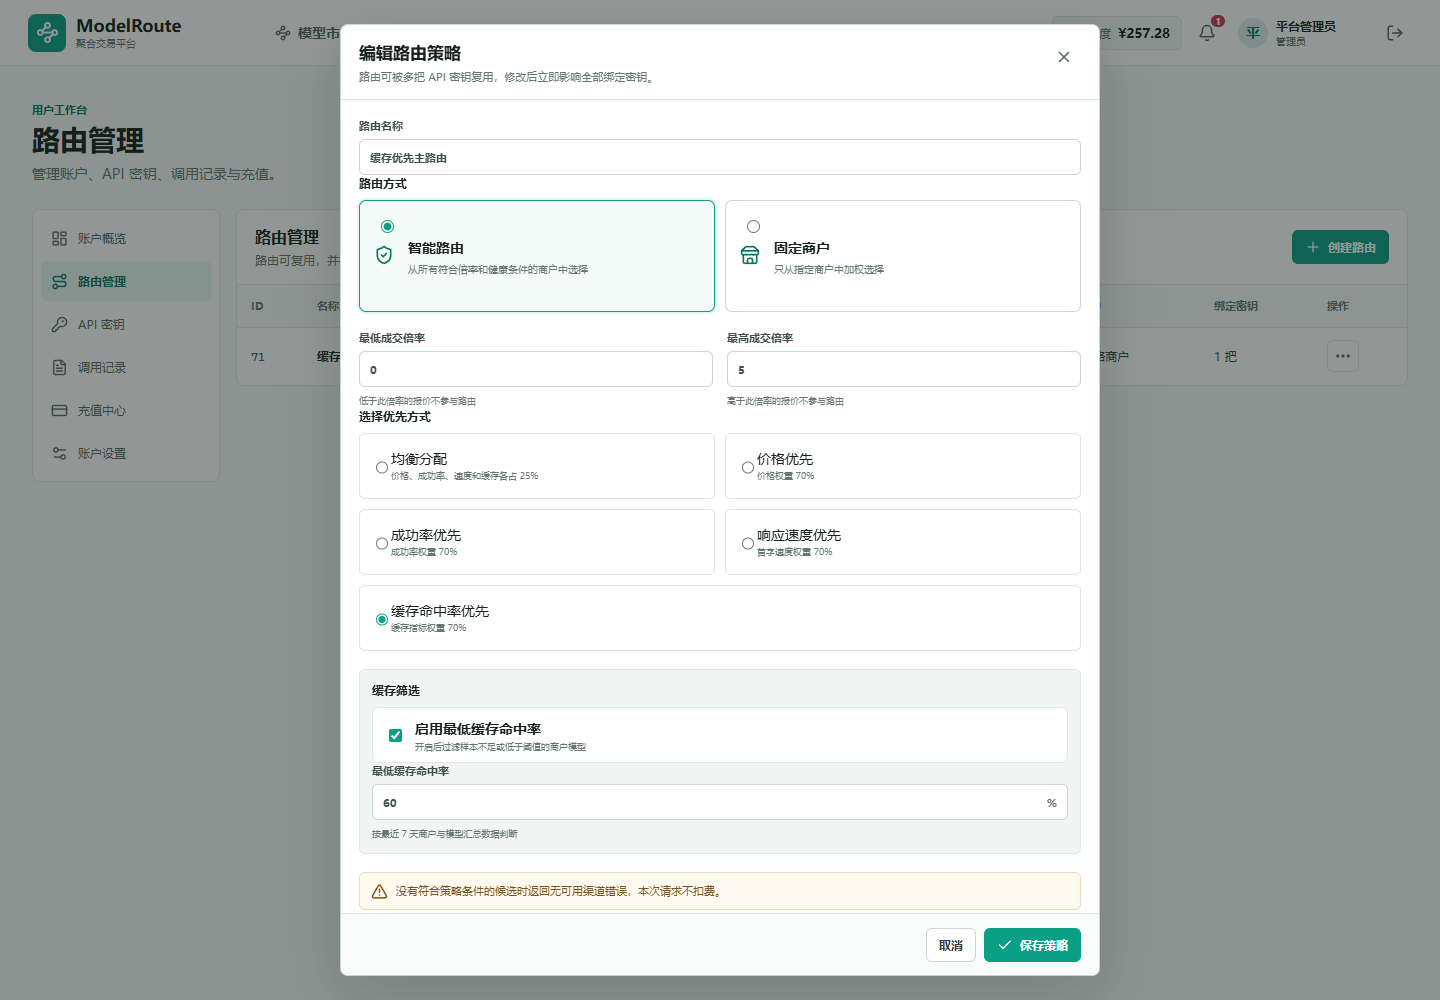 ModelRoute
聚合交易平台
模型市
度 ¥257.28
1
平
平台管理员
管理员
用户工作台
路由管理
管理账户、API 密钥、调用记录与充值。
账户概览
路由管理
API 密钥
调用记录
充值中心
账户设置
路由管理
路由可复用，并
创建路由
ID
名称
绑定密钥
操作
71
缓存
商户
1 把
编辑路由策略
路由可被多把 API 密钥复用，修改后立即影响全部绑定密钥。
路由名称
缓存优先主路由
路由方式
智能路由
从所有符合倍率和健康条件的商户中选择
固定商户
只从指定商户中加权选择
最低成交倍率
最高成交倍率
0
5
低于此倍率的报价不参与路由
高于此倍率的报价不参与路由
选择优先方式
均衡分配
价格、成功率、速度和缓存各占 25%
价格优先
价格权重 70%
成功率优先
成功率权重 70%
响应速度优先
首字速度权重 70%
缓存命中率优先
缓存指标权重 70%
缓存筛选
启用最低缓存命中率
开启后过滤样本不足或低于阈值的商户模型
最低缓存命中率
60
%
按最近 7 天商户与模型汇总数据判断
没有符合策略条件的候选时返回无可用渠道错误，本次请求不扣费。
取消
保存策略